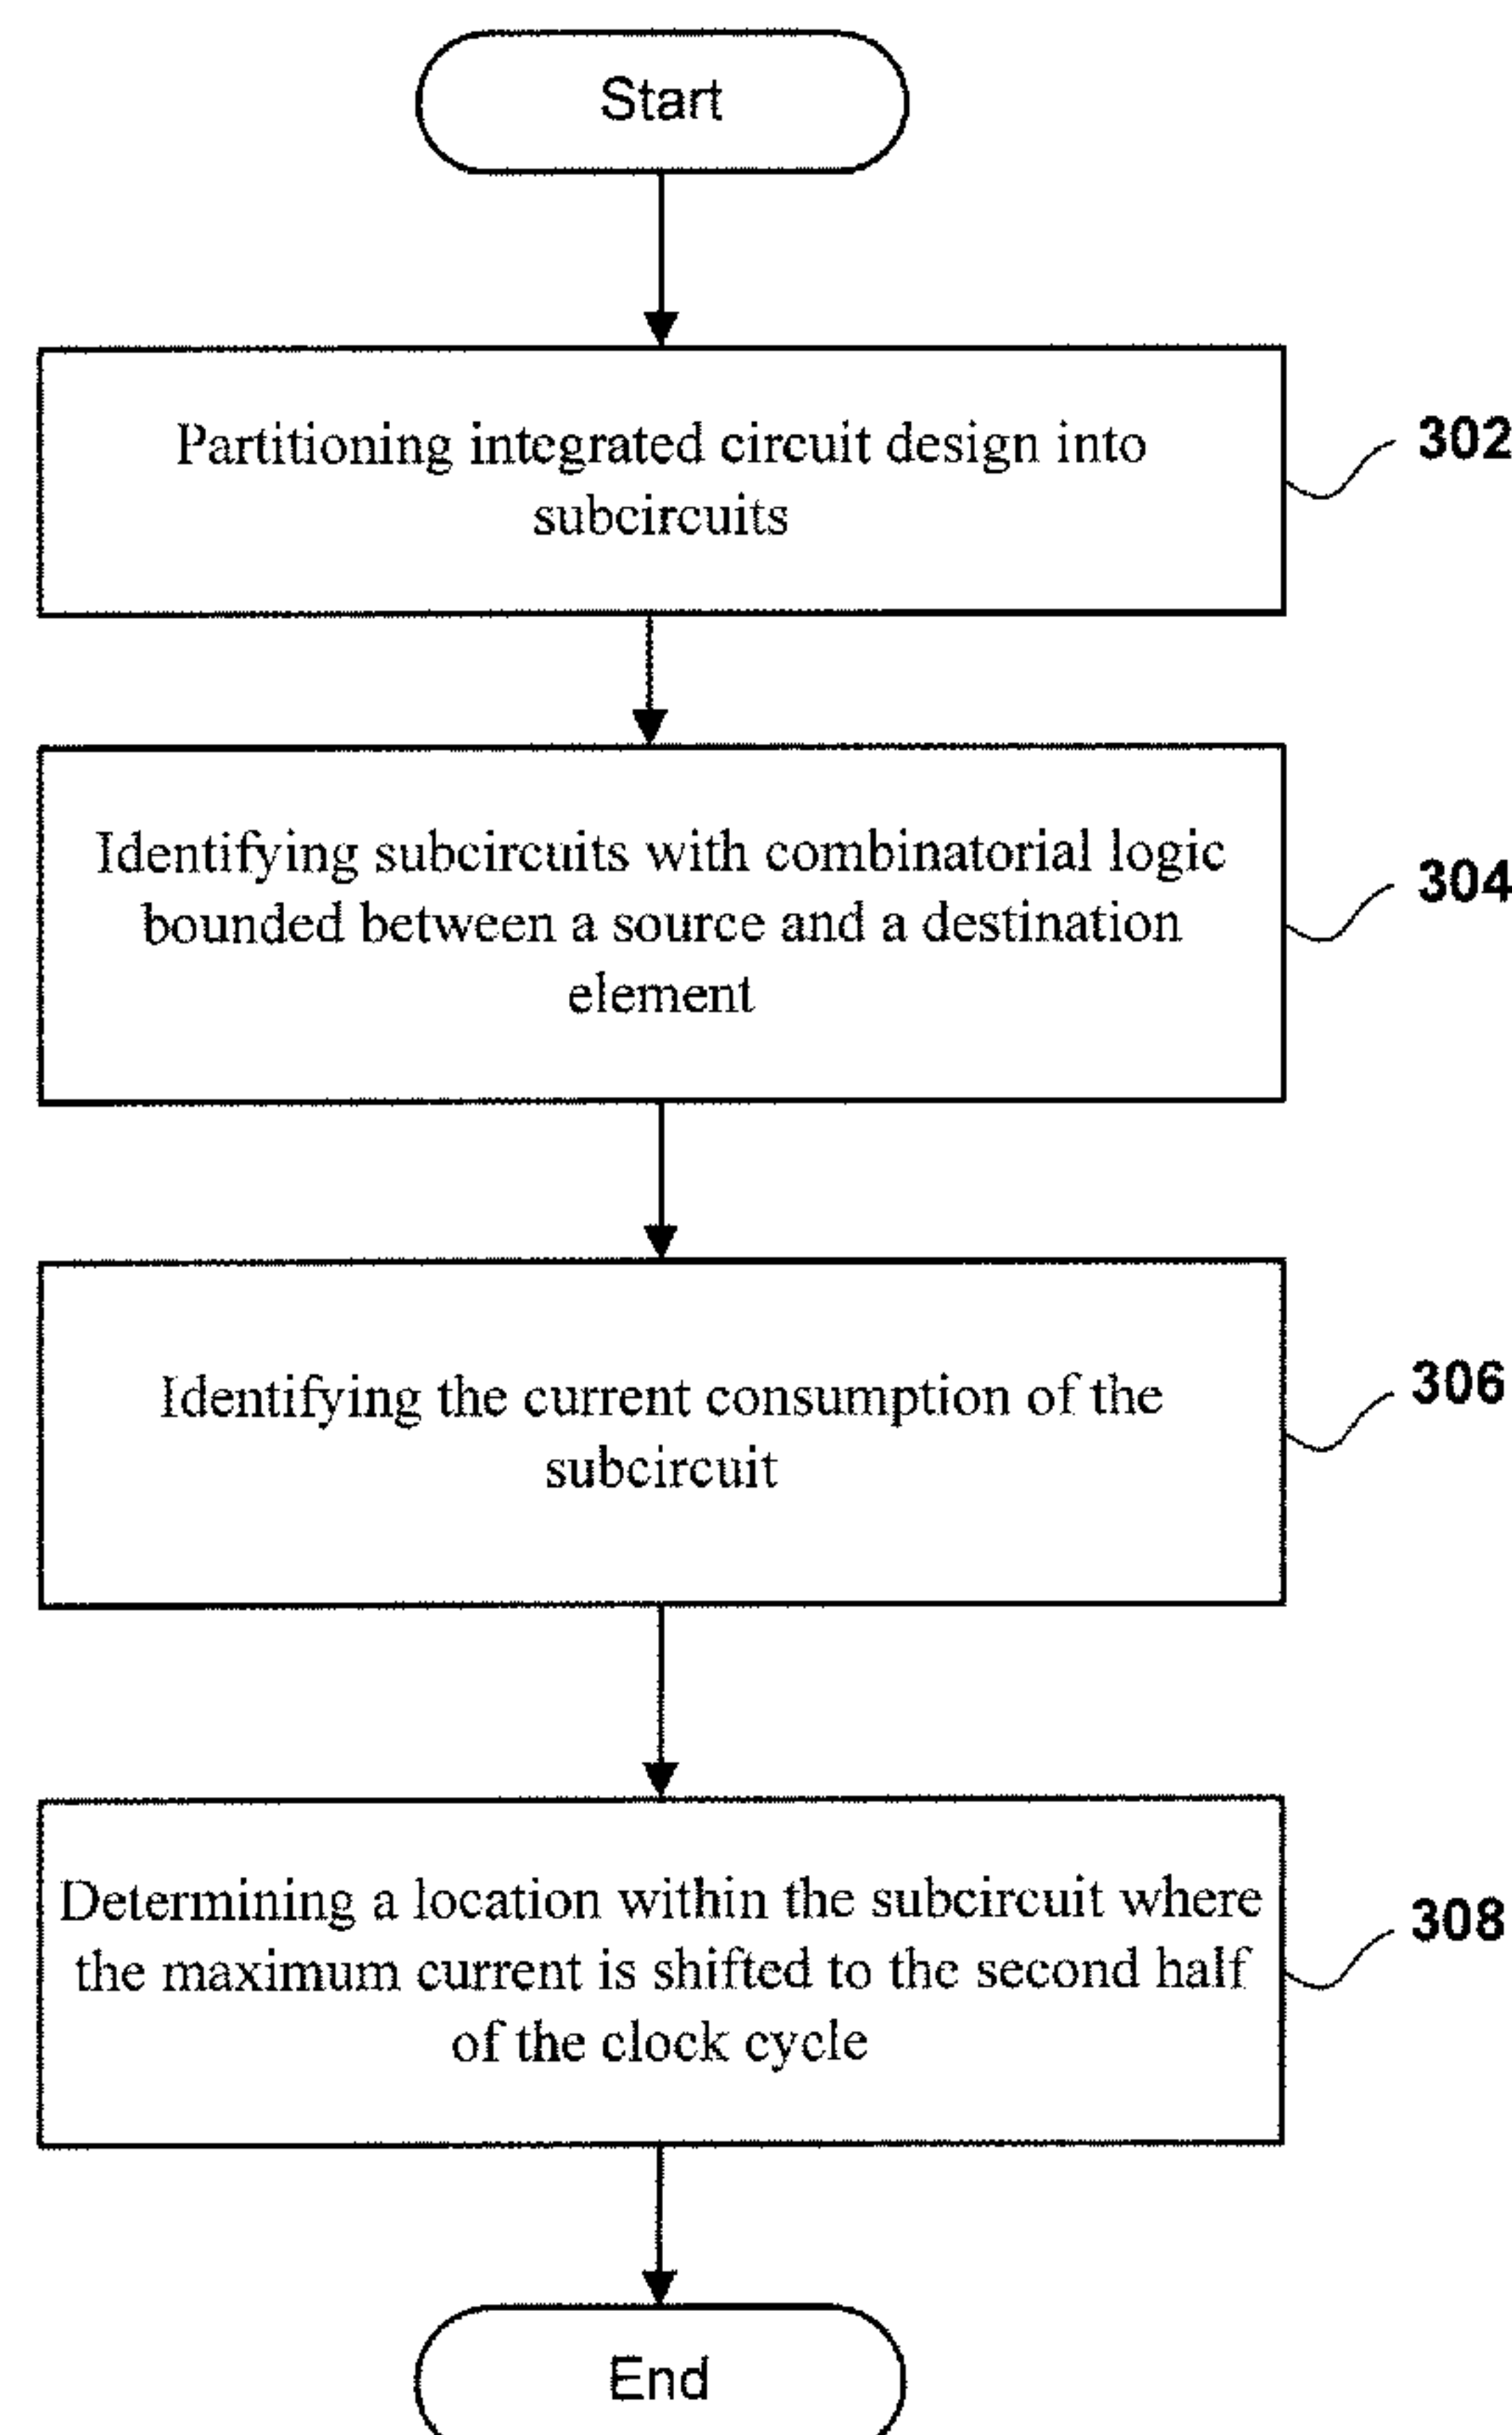 Start
Partitioning integrated circuit design into
subcircuits
302
Identifying subcircuits with combinatorial logic
bounded between a source and a destination
element
304
Identifying the current consumption of the
subcircuit
306
Determining a location within the subcircuit where
the maximum current is shifted to the second half
of the clock cycle
308
End